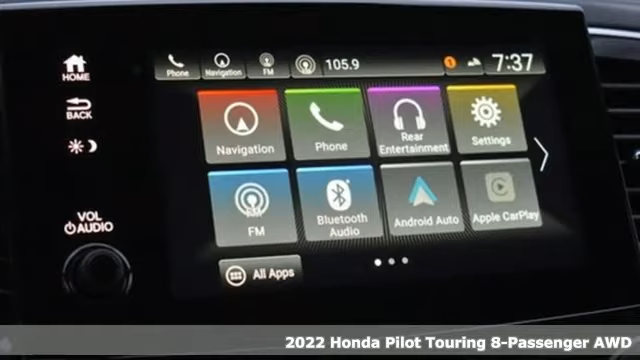 HOME
BACK
VOL
AUDIO
Phone
Navigation
FM
105.9
1
7:37
Navigation
Phone
Rear
Entertainment
Settings
FM
Bluetooth
Audio
Android Auto
Apple CarPlay
All Apps
2022 Honda Pilot Touring 8-Passenger AWD